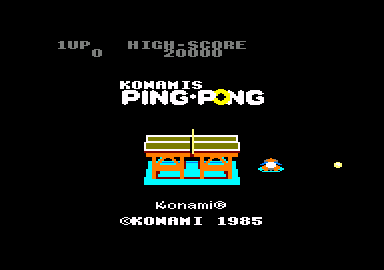 1UP HIGH-SCORE
0 20000
KONAMIS
PING·PONG
Konami®
©KONAMI 1985